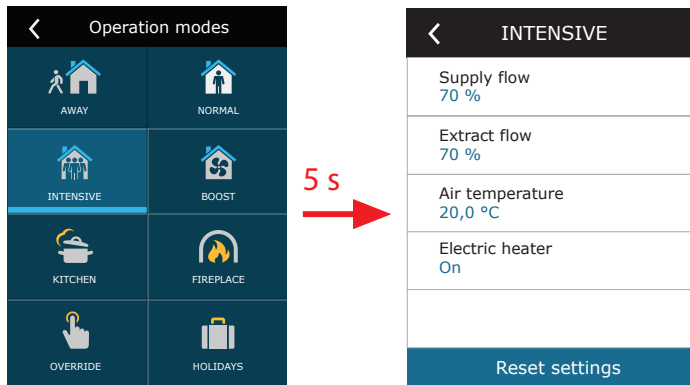 Operation modes
AWAY
NORMAL
INTENSIVE
BOOST
KITCHEN
FIREPLACE
OVERRIDE
HOLIDAYS
5 s
INTENSIVE
Supply flow
70 %
Extract flow
70 %
Air temperature
20,0 °C
Electric heater
On
Reset settings